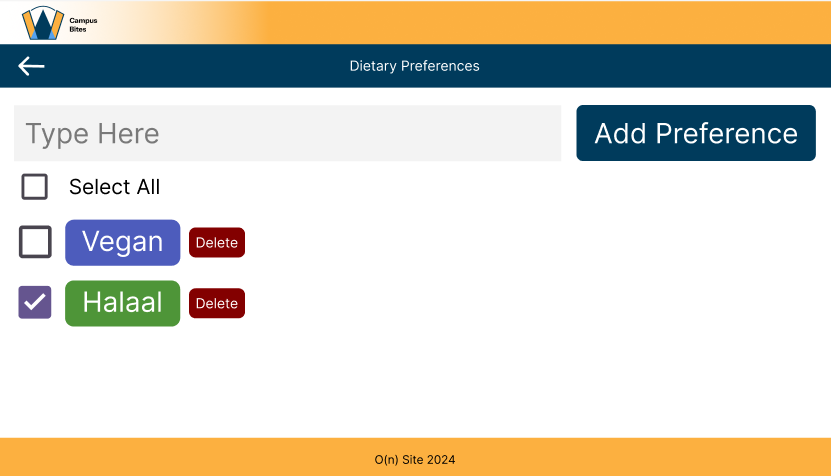 Campus
Bites
Dietary Preferences
Type Here
Add Preference
Select All
Vegan
Delete
Halaal
Delete
O(n) Site 2024